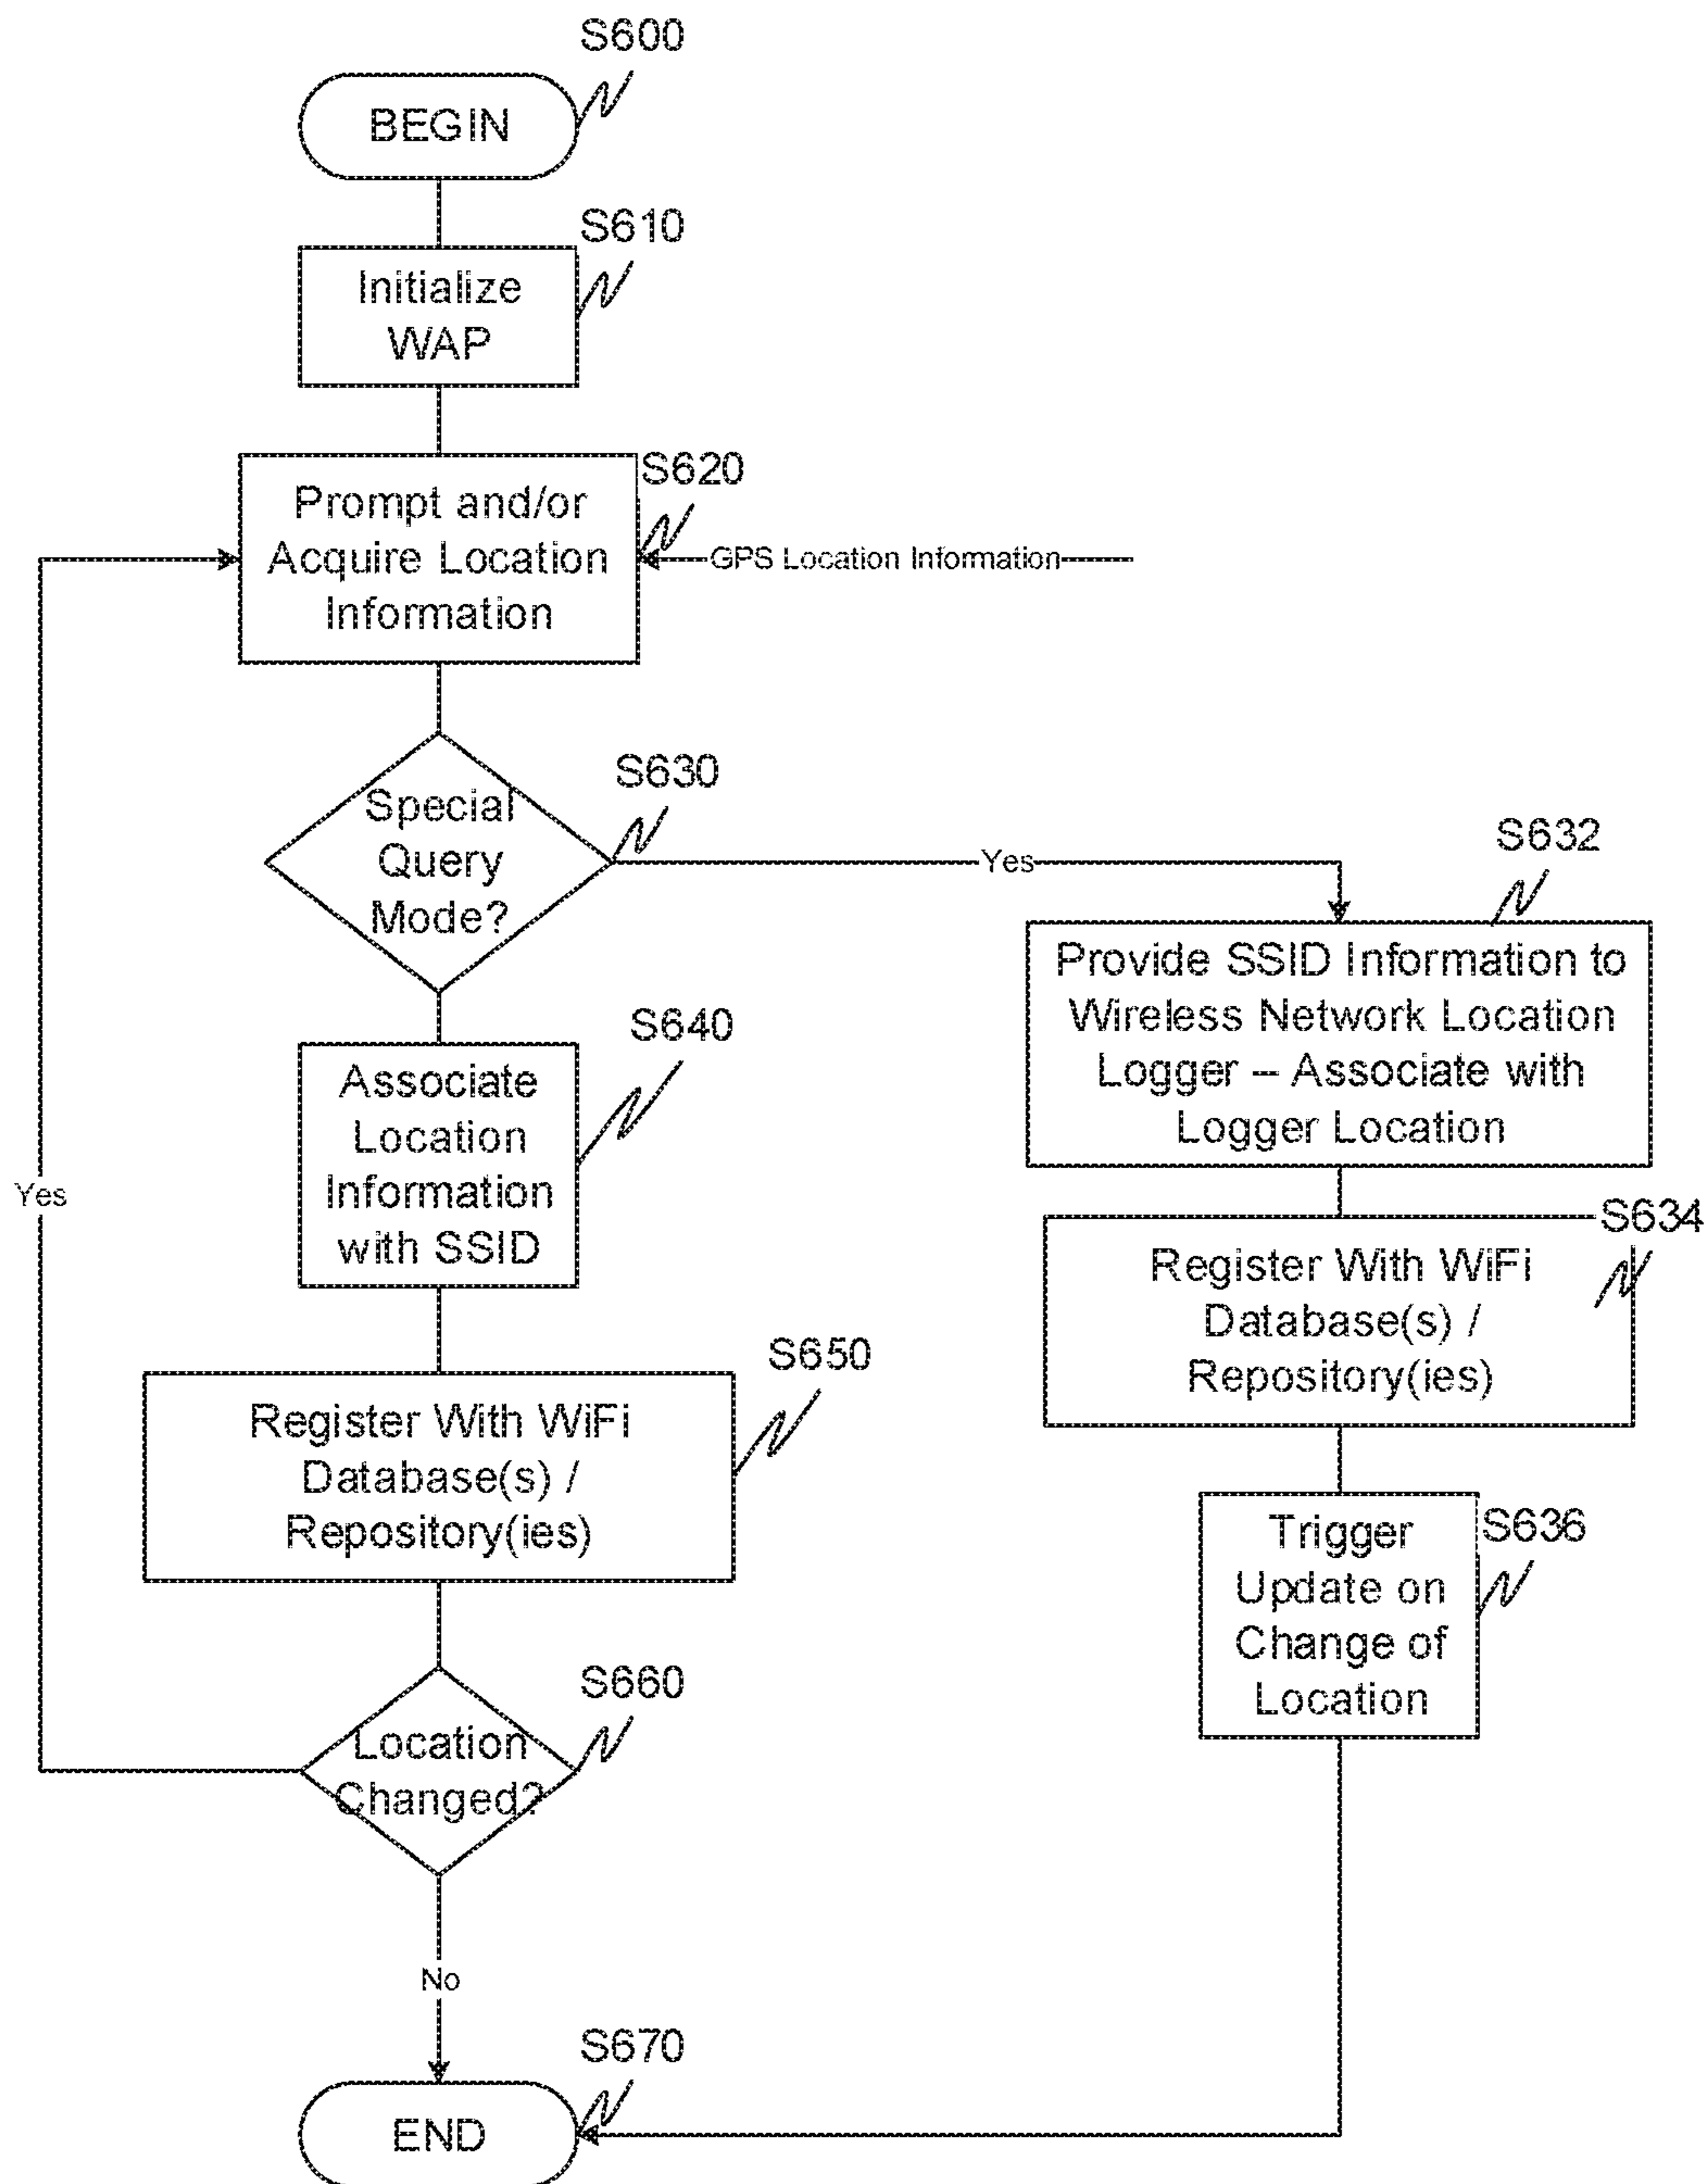 S600
BEGIN
S610
Initialize
WAP
S620
Prompt and/or
Acquire Location
Information
GPS Location Information
S630
Special
Query
Mode?
Yes
S632
Provide SSID Information to
Wireless Network Location
Logger -- Associate with
Logger Location
S640
Associate
Location
Information
with SSID
Yes
S634
Register With WiFi
Database(s) /
Repository(ies)
S650
Register With WiFi
Database(s) /
Repository(ies)
S636
Trigger
Update on
Change of
Location
S660
Location
Changed?
No
S670
END